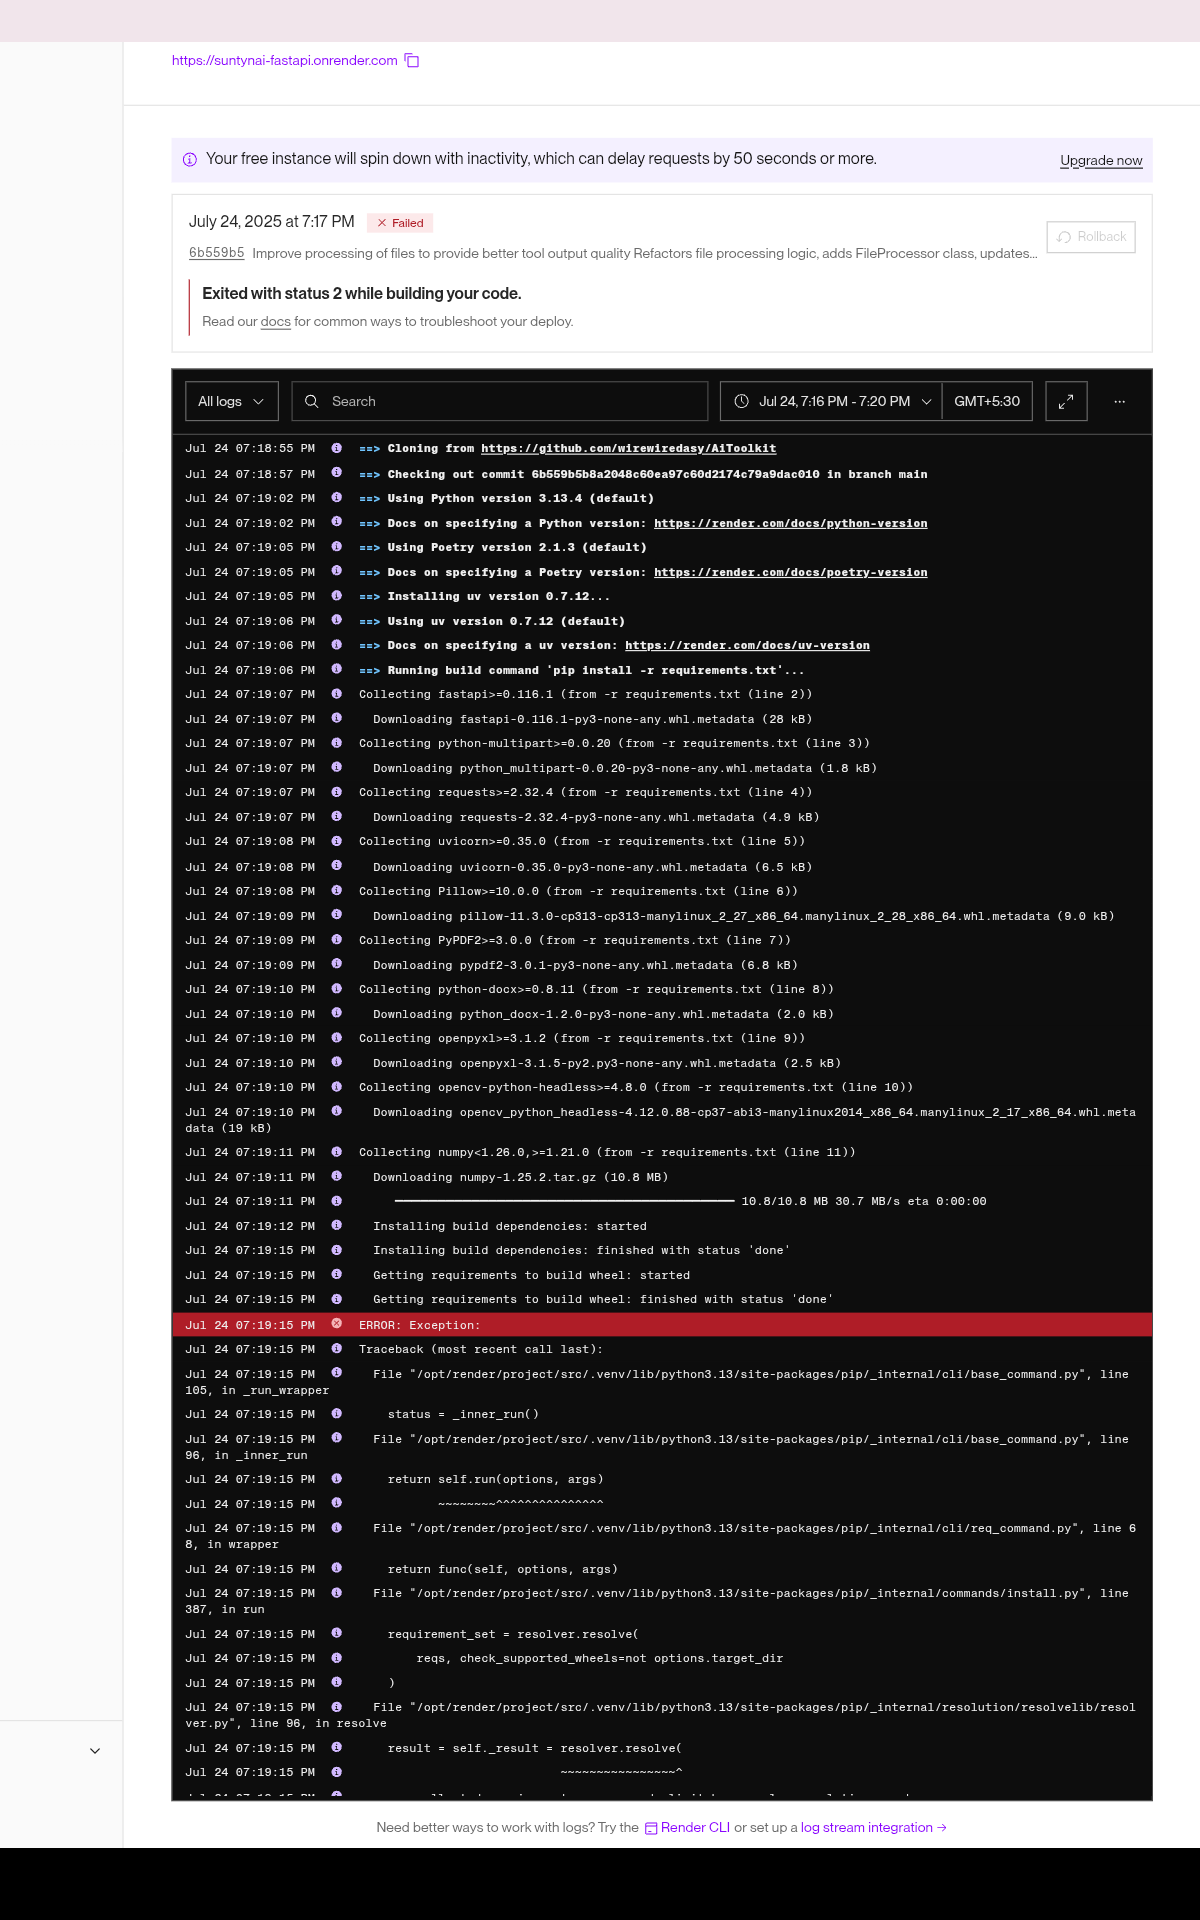 https://suntynai-fastapi.onrender.com
Your free instance will spin down with inactivity, which can delay requests by 50 seconds or more.
Upgrade now
July 24, 2025 at 7:17 PM
Failed
Rollback
6b559b5 Improve processing of files to provide better tool output quality Refactors file processing logic, adds FileProcessor class, updates...
Exited with status 2 while building your code.
Read our docs for common ways to troubleshoot your deploy.
All logs
Search
Jul 24, 7:16 PM - 7:20 PM
GMT+5:30
...
Jul 24 07:18:55 PM ==> Cloning from https://github.com/wirewiredasy/AiToolkit
Jul 24 07:18:57 PM ==> Checking out commit 6b559b5b8a2048c60ea97c60d2174c79a9dac010 in branch main
Jul 24 07:19:02 PM ==> Using Python version 3.13.4 (default)
Jul 24 07:19:02 PM ==> Docs on specifying a Python version: https://render.com/docs/python-version
Jul 24 07:19:05 PM ==> Using Poetry version 2.1.3 (default)
Jul 24 07:19:05 PM ==> Docs on specifying a Poetry version: https://render.com/docs/poetry-version
Jul 24 07:19:05 PM ==> Installing uv version 0.7.12...
Jul 24 07:19:06 PM ==> Using uv version 0.7.12 (default)
Jul 24 07:19:06 PM ==> Docs on specifying a uv version: https://render.com/docs/uv-version
Jul 24 07:19:06 PM ==> Running build command 'pip install -r requirements.txt'...
Jul 24 07:19:07 PM Collecting fastapi>=0.116.1 (from -r requirements.txt (line 2))
Jul 24 07:19:07 PM Downloading fastapi-0.116.1-py3-none-any.whl.metadata (28 kB)
Jul 24 07:19:07 PM Collecting python-multipart>=0.0.20 (from -r requirements.txt (line 3))
Jul 24 07:19:07 PM Downloading python_multipart-0.0.20-py3-none-any.whl.metadata (1.8 kB)
Jul 24 07:19:07 PM Collecting requests>=2.32.4 (from -r requirements.txt (line 4))
Jul 24 07:19:07 PM Downloading requests-2.32.4-py3-none-any.whl.metadata (4.9 kB)
Jul 24 07:19:08 PM Collecting uvicorn>=0.35.0 (from -r requirements.txt (line 5))
Jul 24 07:19:08 PM Downloading uvicorn-0.35.0-py3-none-any.whl.metadata (6.5 kB)
Jul 24 07:19:08 PM Collecting Pillow>=10.0.0 (from -r requirements.txt (line 6))
Jul 24 07:19:09 PM Downloading pillow-11.3.0-cp313-cp313-manylinux_2_27_x86_64.manylinux_2_28_x86_64.whl.metadata (9.0 kB)
Jul 24 07:19:09 PM Collecting PyPDF2>=3.0.0 (from -r requirements.txt (line 7))
Jul 24 07:19:09 PM Downloading pypdf2-3.0.1-py3-none-any.whl.metadata (6.8 kB)
Jul 24 07:19:10 PM Collecting python-docx>=0.8.11 (from -r requirements.txt (line 8))
Jul 24 07:19:10 PM Downloading python_docx-1.2.0-py3-none-any.whl.metadata (2.0 kB)
Jul 24 07:19:10 PM Collecting openpyxl>=3.1.2 (from -r requirements.txt (line 9))
Jul 24 07:19:10 PM Downloading openpyxl-3.1.5-py2.py3-none-any.whl.metadata (2.5 kB)
Jul 24 07:19:10 PM Collecting opencv-python-headless>=4.8.0 (from -r requirements.txt (line 10))
Jul 24 07:19:10 PM Downloading opencv_python_headless-4.12.0.88-cp37-abi3-manylinux2014_x86_64.manylinux_2_17_x86_64.whl.meta
data (19 kB)
Jul 24 07:19:11 PM Collecting numpy<1.26.0,>=1.21.0 (from -r requirements.txt (line 11))
Jul 24 07:19:11 PM Downloading numpy-1.25.2.tar.gz (10.8 MB)
Jul 24 07:19:11 PM ━━━━━━━━━━━━━━━━━━━━━━━━━━━━━━━━━━━━━━━━ 10.8/10.8 MB 30.7 MB/s eta 0:00:00
Jul 24 07:19:12 PM Installing build dependencies: started
Jul 24 07:19:15 PM Installing build dependencies: finished with status 'done'
Jul 24 07:19:15 PM Getting requirements to build wheel: started
Jul 24 07:19:15 PM Getting requirements to build wheel: finished with status 'done'
Jul 24 07:19:15 PM ERROR: Exception:
Jul 24 07:19:15 PM Traceback (most recent call last):
Jul 24 07:19:15 PM File "/opt/render/project/src/.venv/lib/python3.13/site-packages/pip/_internal/cli/base_command.py", line
105, in _run_wrapper
Jul 24 07:19:15 PM status = _inner_run()
Jul 24 07:19:15 PM File "/opt/render/project/src/.venv/lib/python3.13/site-packages/pip/_internal/cli/base_command.py", line
96, in _inner_run
Jul 24 07:19:15 PM return self.run(options, args)
Jul 24 07:19:15 PM ~~~~~~~~^^^^^^^^^^^^^^^
Jul 24 07:19:15 PM File "/opt/render/project/src/.venv/lib/python3.13/site-packages/pip/_internal/cli/req_command.py", line 6
8, in wrapper
Jul 24 07:19:15 PM return func(self, options, args)
Jul 24 07:19:15 PM File "/opt/render/project/src/.venv/lib/python3.13/site-packages/pip/_internal/commands/install.py", line
387, in run
Jul 24 07:19:15 PM requirement_set = resolver.resolve(
Jul 24 07:19:15 PM reqs, check_supported_wheels=not options.target_dir
Jul 24 07:19:15 PM )
Jul 24 07:19:15 PM File "/opt/render/project/src/.venv/lib/python3.13/site-packages/pip/_internal/resolution/resolvelib/resol
ver.py", line 96, in resolve
Jul 24 07:19:15 PM result = self._result = resolver.resolve(
Jul 24 07:19:15 PM ~~~~~~~~~~~~~~~~^
Need better ways to work with logs? Try the Render CLI or set up a log stream integration →